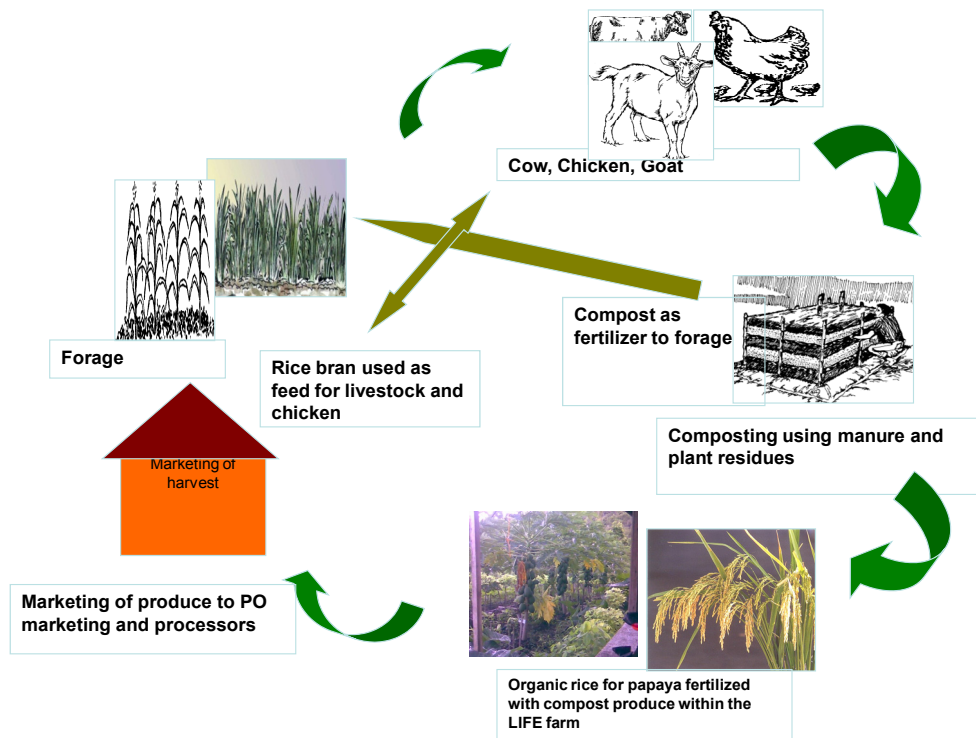 Cow, Chicken, Goat
Forage
Rice bran used as
feed for livestock and
chicken
Compost as
fertilizer to forage
Composting using manure and
plant residues
Marketing of
harvest
Marketing of produce to PO
marketing and processors
Organic rice for papaya fertilized
with compost produce within the
LIFE farm